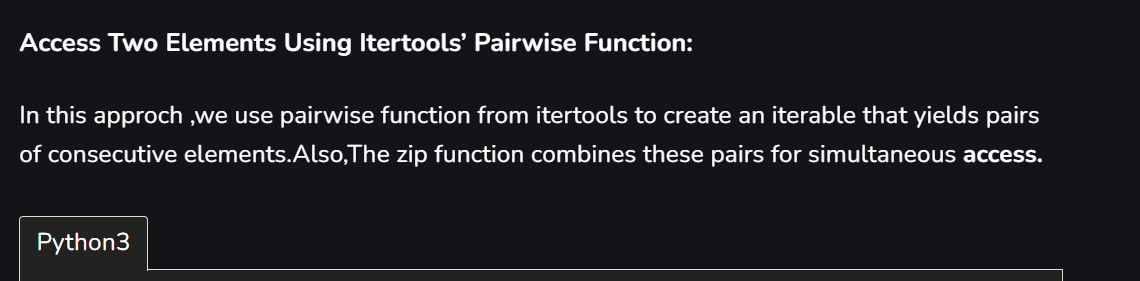 Access Two Elements Using Itertools’ Pairwise Function:
In this approch ,we use pairwise function from itertools to create an iterable that yields pairs
of consecutive elements.Also,The zip function combines these pairs for simultaneous access.
Python3